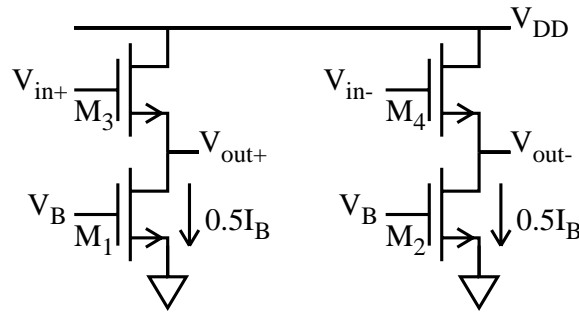 V_DD
V_in+
M_3
V_in-
M_4
V_out+
V_out-
V_B
M_1
0.5I_B
V_B
M_2
0.5I_B